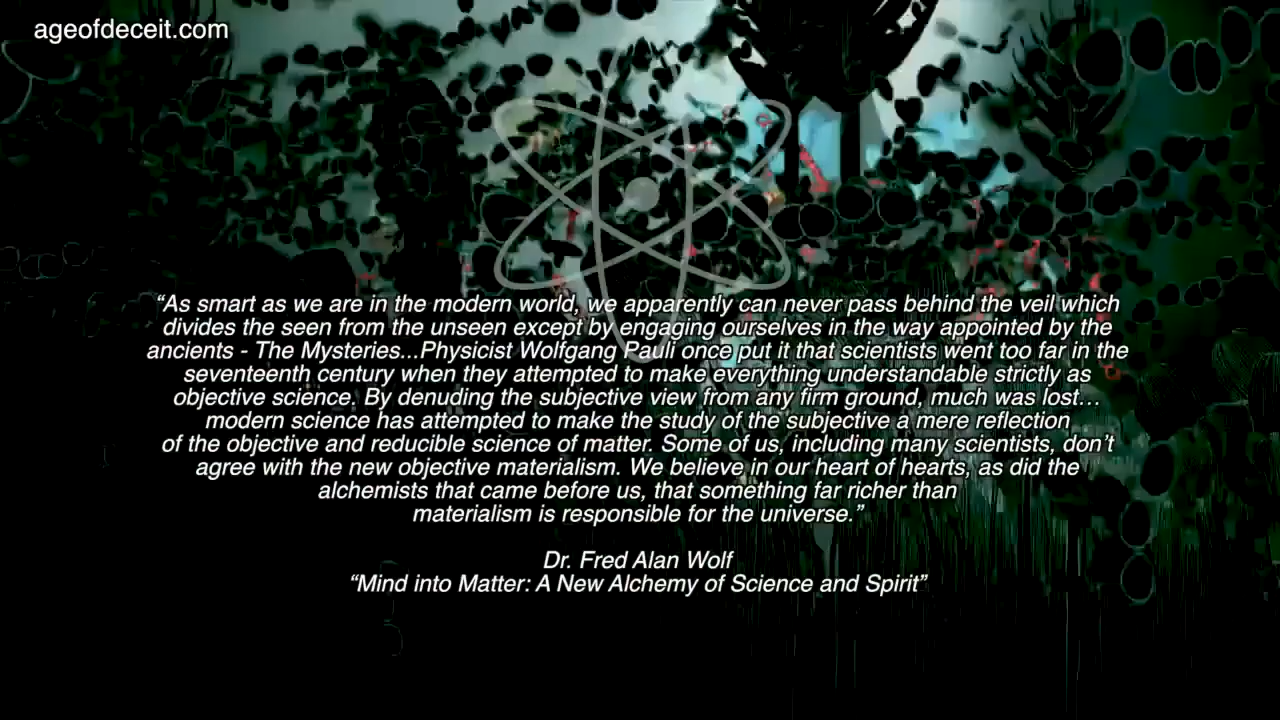 ageofdeceit.com
“As smart as we are in the modern world, we apparently can never pass behind the veil which
divides the seen from the unseen except by engaging ourselves in the way appointed by the
ancients - The Mysteries...Physicist Wolfgang Pauli once put it that scientists went too far in the
seventeenth century when they attempted to make everything understandable strictly as
objective science. By denuding the subjective view from any firm ground, much was lost...
modern science has attempted to make the study of the subjective a mere reflection
of the objective and reducible science of matter. Some of us, including many scientists, don’t
agree with the new objective materialism. We believe in our heart of hearts, as did the
alchemists that came before us, that something far richer than
materialism is responsible for the universe.”
Dr. Fred Alan Wolf
“Mind into Matter: A New Alchemy of Science and Spirit”